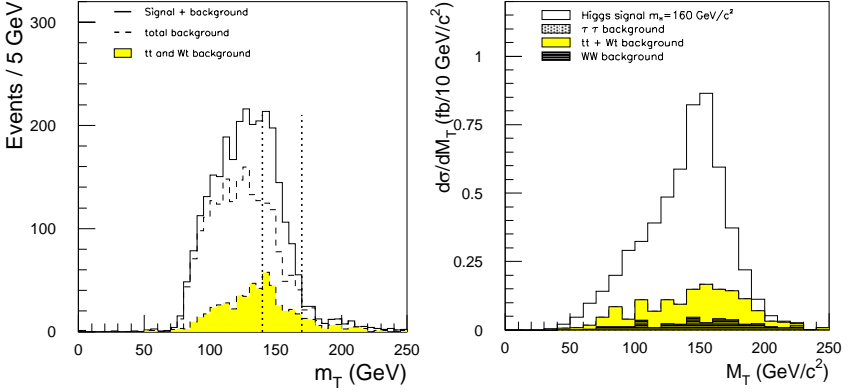 Events / 5 GeV
Signal + background
total background
tt and Wt background
300
200
100
0
0 50 100 150 200 250
m_T (GeV)
dσ/dM_T (fb/10 GeV/c²)
Higgs signal m_H=160 GeV/c²
τ τ background
tt + Wt background
WW background
1
0.75
0.5
0.25
0
0 50 100 150 200 250
M_T (GeV/c²)